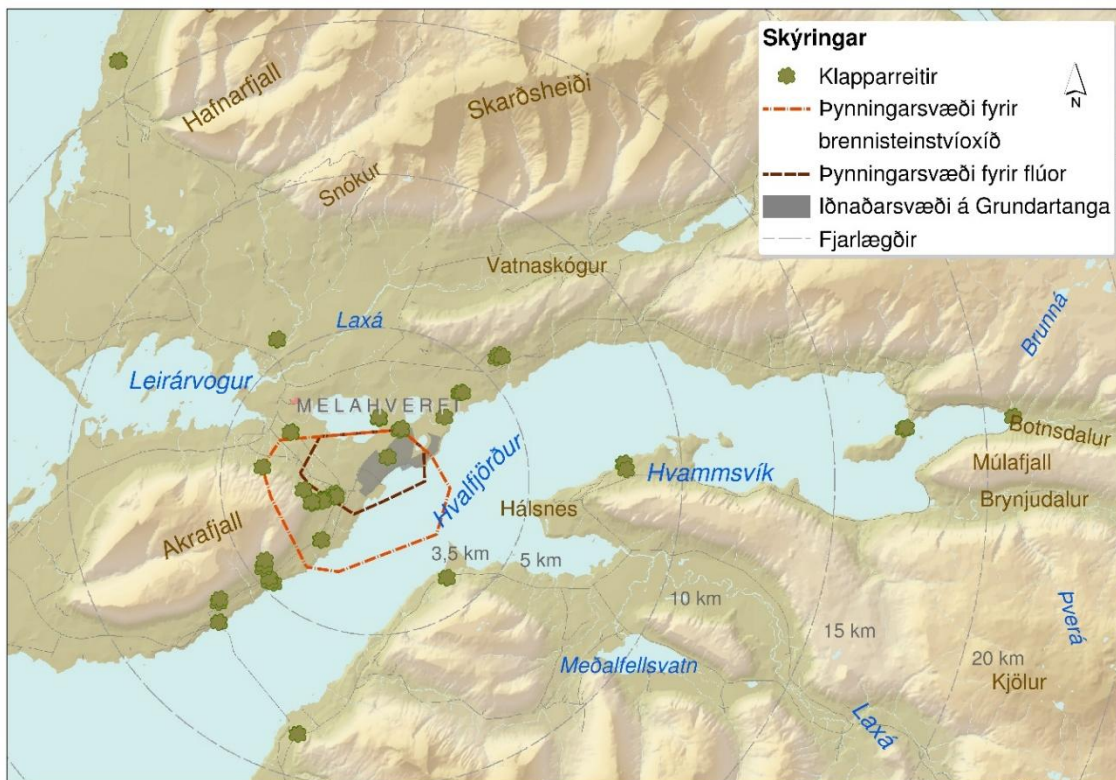 Skýringar
Klapparreitir
Þynningarsvæði fyrir
brennisteinstvíoxíð
Þynningarsvæði fyrir flúor
Iðnaðarsvæði á Grundartanga
Fjarlægðir
N
Hafnarfjall
Skarðsheiði
Snókur
Vatnaskógur
Laxá
Brunná
Leirárvogur
MELAHVERFI
Botnsdalur
Hvalfjörður
Hvammsvík
Múlafjall
Brynjudalur
Hálsnes
Akrafjall
3,5 km
5 km
10 km
15 km
20 km
Þverá
Meðalfellsvatn
Kjölur
Laxá